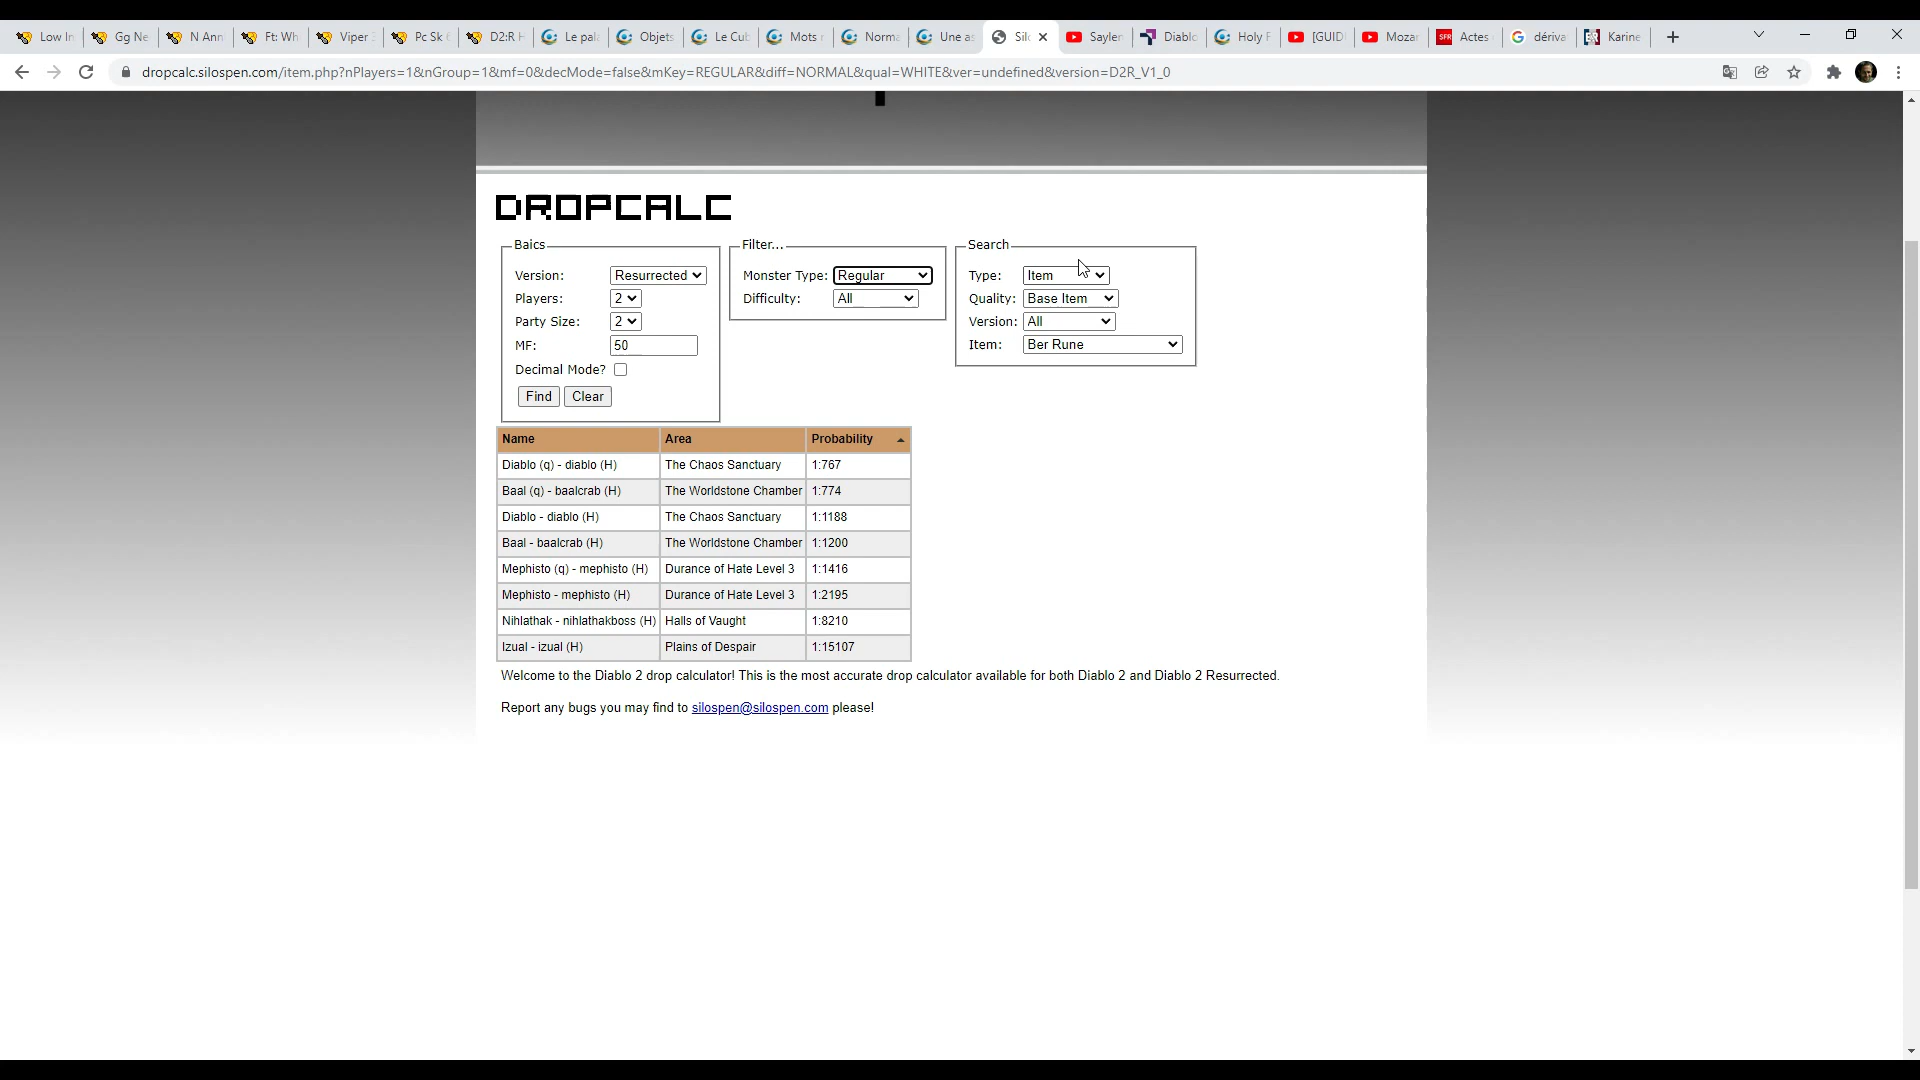 Low In
Gg Ne
N Ann
Ft: Wh
Viper
Pc Sk
D2:R H
Le pala
Objets
Le Cub
Mots r
Norma
Une as
Sil
Sayler
Diablo
Holy F
[GUID
Mozar
SFR Actes
dériva
ER Karine
dropcalc.silospen.com/item.php?nPlayers=1&nGroup=1&mf=0&decMode=false&mKey=REGULAR&diff=NORMAL&qual=WHITE&ver=undefined&version=D2R_V1_0
DROPCALC
Baics
Version: Resurrected
Players: 2
Party Size: 2
MF: 50
Decimal Mode?
Find Clear
Filter...
Monster Type: Regular
Difficulty: All
Search
Type: Item
Quality: Base Item
Version: All
Item: Ber Rune
Name Area Probability
Diablo (q) - diablo (H) The Chaos Sanctuary 1:767
Baal (q) - baalcrab (H) The Worldstone Chamber 1:774
Diablo - diablo (H) The Chaos Sanctuary 1:1188
Baal - baalcrab (H) The Worldstone Chamber 1:1200
Mephisto (q) - mephisto (H) Durance of Hate Level 3 1:1416
Mephisto - mephisto (H) Durance of Hate Level 3 1:2195
Nihlathak - nihlathakboss (H) Halls of Vaught 1:8210
Izual - izual (H) Plains of Despair 1:15107
Welcome to the Diablo 2 drop calculator! This is the most accurate drop calculator available for both Diablo 2 and Diablo 2 Resurrected.
Report any bugs you may find to silospen@silospen.com please!